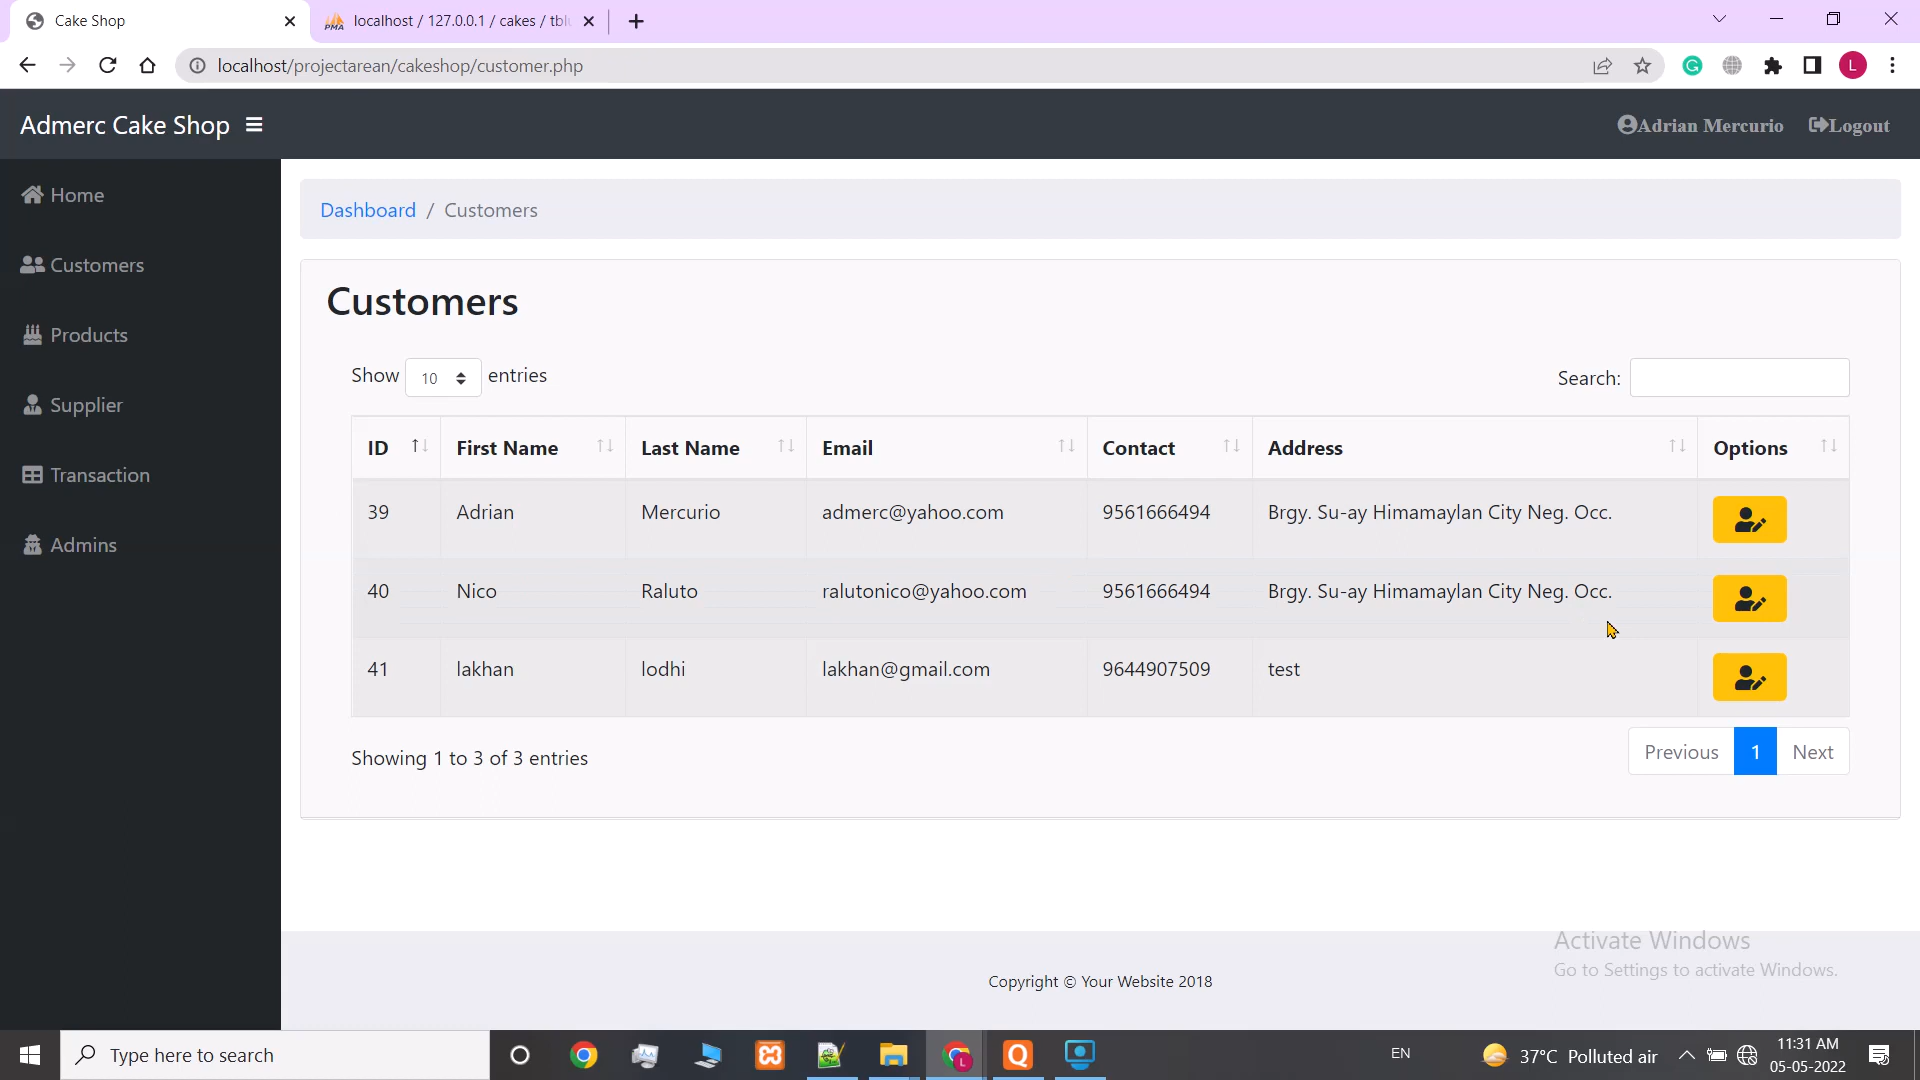 Cake Shop
localhost / 127.0.0.1 / cakes / tbl
localhost/projectarean/cakeshop/customer.php
L
Admerc Cake Shop
Adrian Mercurio
Logout
Home
Customers
Products
Supplier
Transaction
Admins
Dashboard / Customers
Customers
Show 10 entries
Search:
ID First Name Last Name Email Contact Address Options
39 Adrian Mercurio admerc@yahoo.com 9561666494 Brgy. Su-ay Himamaylan City Neg. Occ.
40 Nico Raluto ralutonico@yahoo.com 9561666494 Brgy. Su-ay Himamaylan City Neg. Occ.
41 lakhan lodhi lakhan@gmail.com 9644907509 test
Showing 1 to 3 of 3 entries
Previous 1 Next
Activate Windows
Go to Settings to activate Windows.
Copyright © Your Website 2018
Type here to search
EN
37°C Polluted air
11:31 AM
05-05-2022